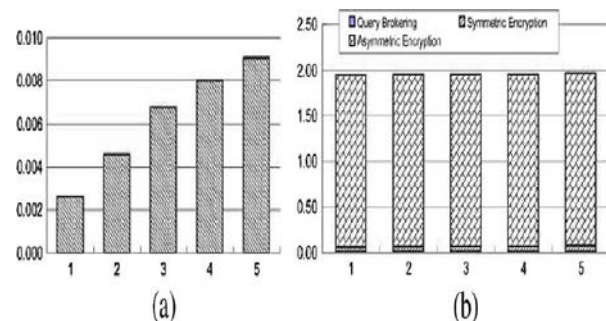 0.010
0.008
0.006
0.004
0.002
0.000
1 2 3 4 5
(a)
2.50
2.00
1.50
1.00
0.50
0.00
Query Brokering
Symmetric Encryption
Asymmetric Encryption
1 2 3 4 5
(b)